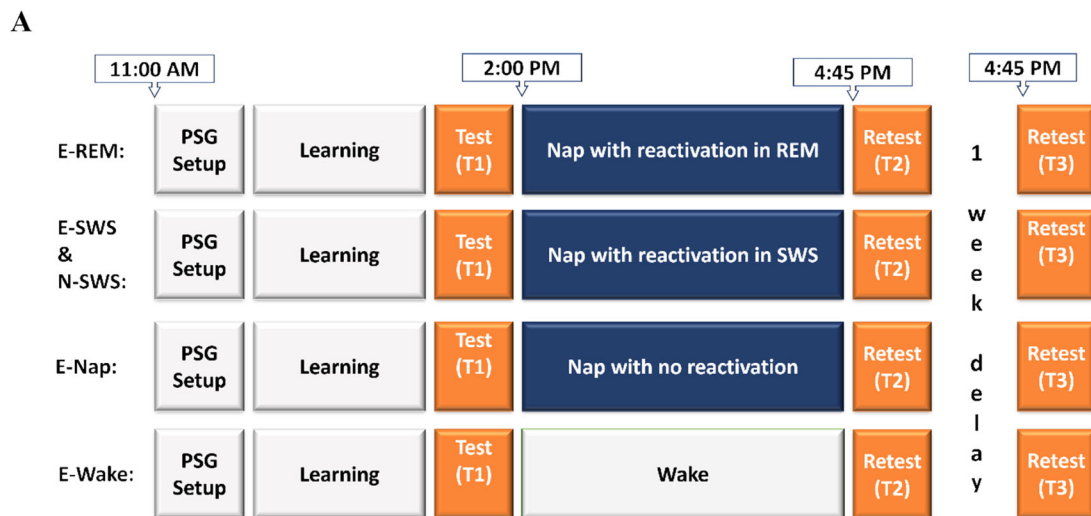 A
11:00 AM
2:00 PM
4:45 PM
4:45 PM
E-REM:
PSG
Setup
Learning
Test
(T1)
Nap with reactivation in REM
Retest
(T2)
Retest
(T3)
E-SWS
&
N-SWS:
PSG
Setup
Learning
Test
(T1)
Nap with reactivation in SWS
Retest
(T2)
Retest
(T3)
E-Nap:
PSG
Setup
Learning
Test
(T1)
Nap with no reactivation
Retest
(T2)
Retest
(T3)
E-Wake:
PSG
Setup
Learning
Test
(T1)
Wake
Retest
(T2)
Retest
(T3)
1
week
delay